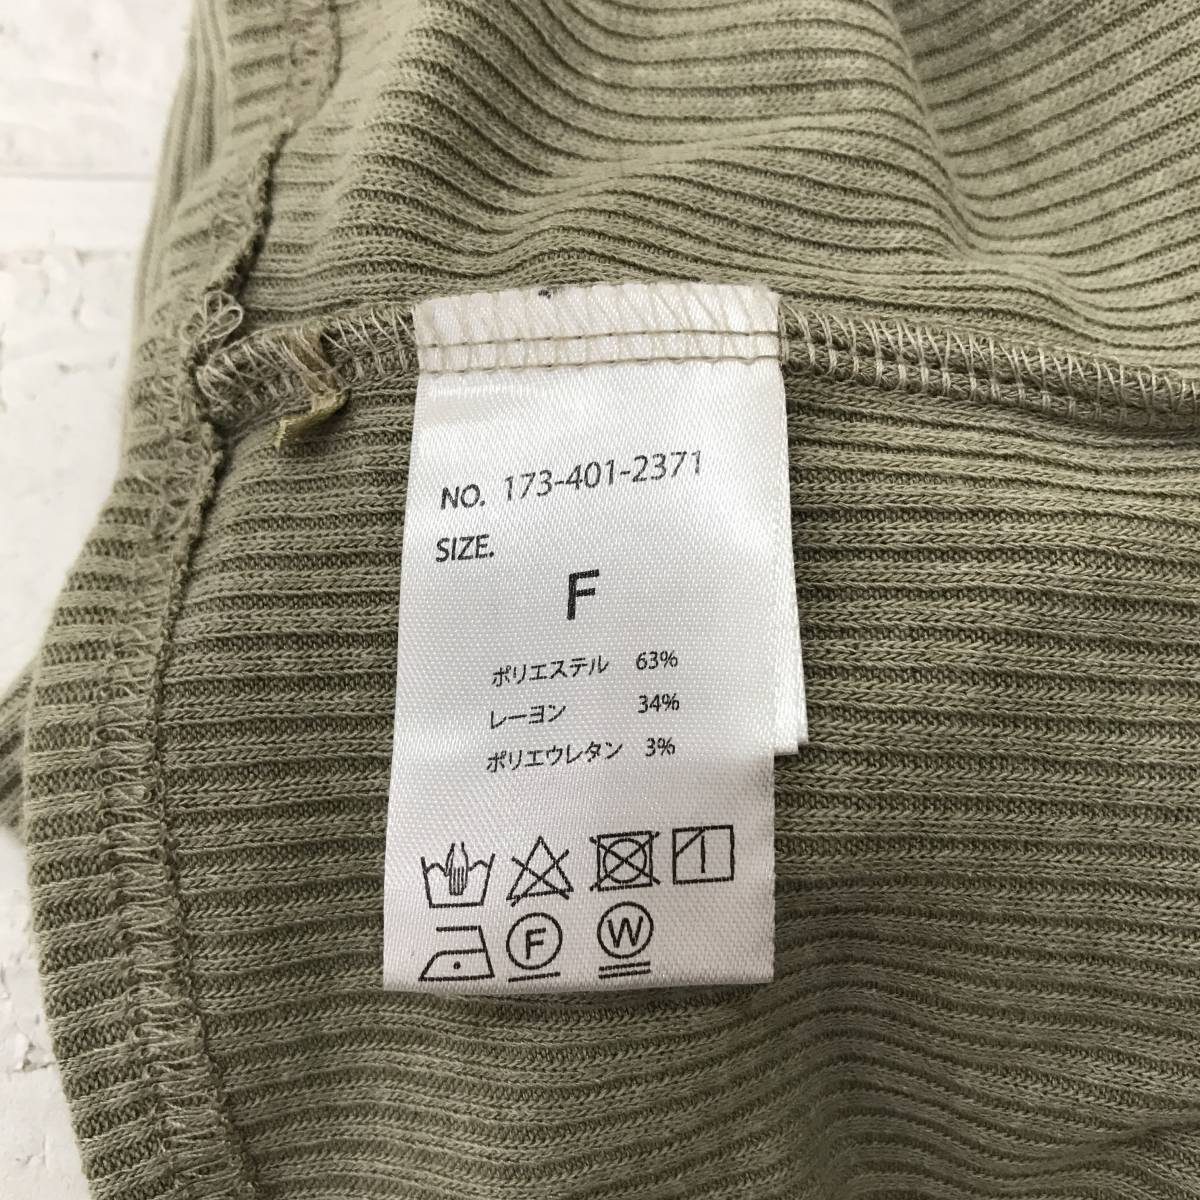 NO. 173-401-2371
SIZE.
F
ポリエステル 63%
レーヨン 34%
ポリエウレタン 3%
F W